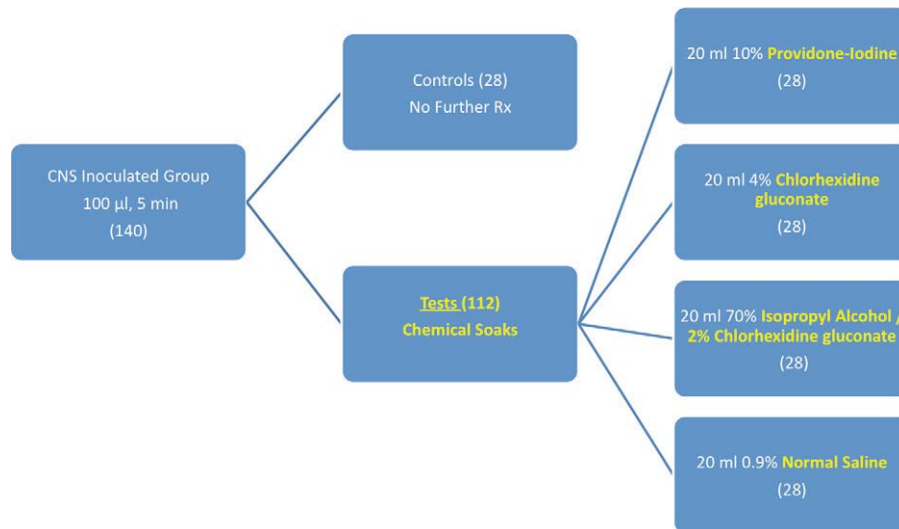 CNS Inoculated Group
100 µl, 5 min
(140)
Controls (28)
No Further Rx
Tests (112)
Chemical Soaks
20 ml 10% Providone-Iodine
(28)
20 ml 4% Chlorhexidine
gluconate
(28)
20 ml 70% Isopropyl Alcohol /
2% Chlorhexidine gluconate
(28)
20 ml 0.9% Normal Saline
(28)